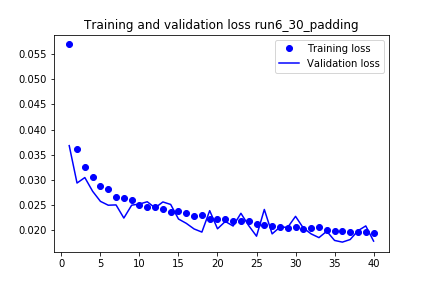 Training and validation loss run6_30_padding
Training loss
Validation loss
0.055
0.050
0.045
0.040
0.035
0.030
0.025
0.020
0 5 10 15 20 25 30 35 40